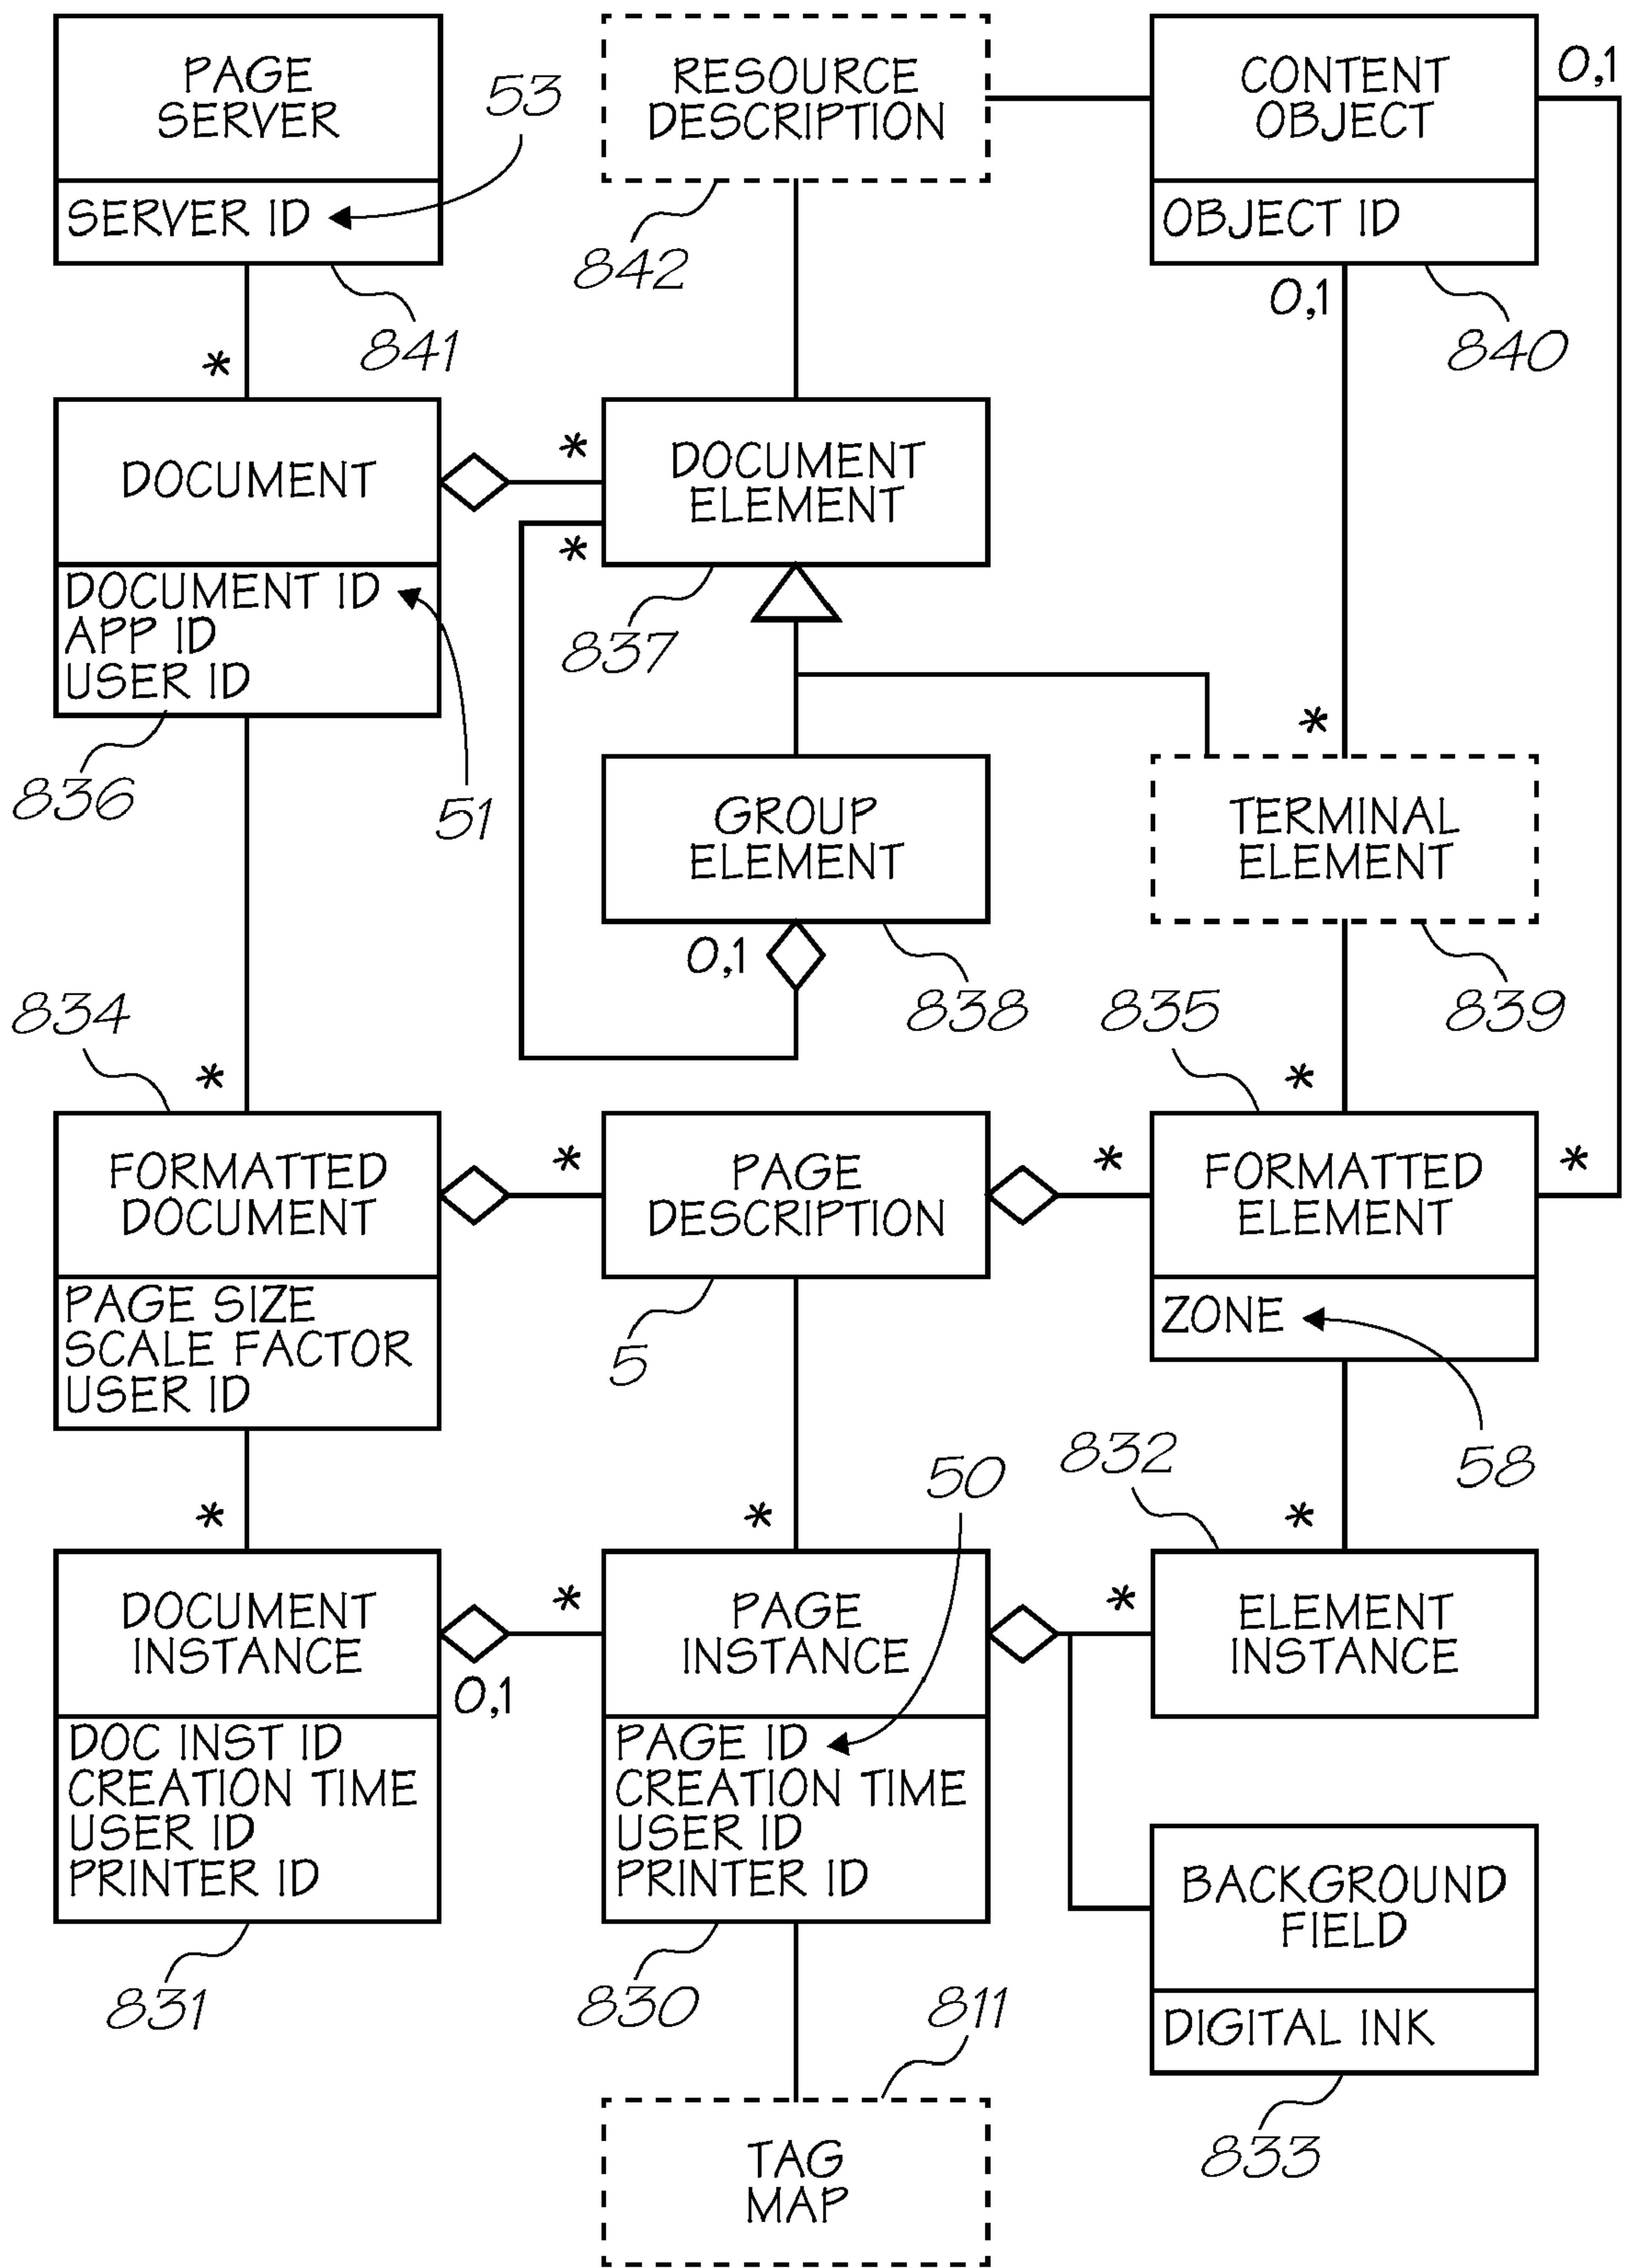 PAGE
SERVER
SERVER ID
53
841
RESOURCE
DESCRIPTION
842
CONTENT
OBJECT
OBJECT ID
0,1
0,1
840
*
DOCUMENT
DOCUMENT ID
APP ID
USER ID
836
51
*
*
DOCUMENT
ELEMENT
837
*
GROUP
ELEMENT
0,1
838
TERMINAL
ELEMENT
839
834
*
FORMATTED
DOCUMENT
PAGE SIZE
SCALE FACTOR
USER ID
*
PAGE
DESCRIPTION
5
835
*
*
FORMATTED
ELEMENT
*
ZONE
58
*
DOCUMENT
INSTANCE
0,1
DOC INST ID
CREATION TIME
USER ID
PRINTER ID
831
*
*
50
PAGE
INSTANCE
PAGE ID
CREATION TIME
USER ID
PRINTER ID
830
832
*
*
ELEMENT
INSTANCE
BACKGROUND
FIELD
DIGITAL INK
833
811
TAG
MAP